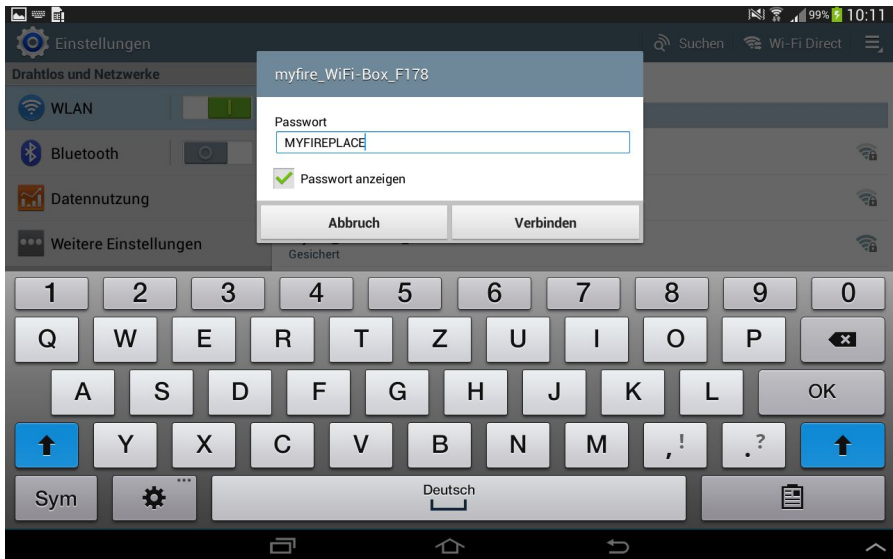 99% 10:11
Einstellungen
Suchen
Wi-Fi Direct
Drahtlos und Netzwerke
WLAN
Bluetooth
Datennutzung
Weitere Einstellungen
myfire_WiFi-Box_F178
Passwort
MYFIREPLACE
Passwort anzeigen
Abbruch
Verbinden
Gesichert
1 2 3 4 5 6 7 8 9 0
Q W E R T Z U I O P
A S D F G H J K L OK
Y X C V B N M ,! .?
Sym
Deutsch